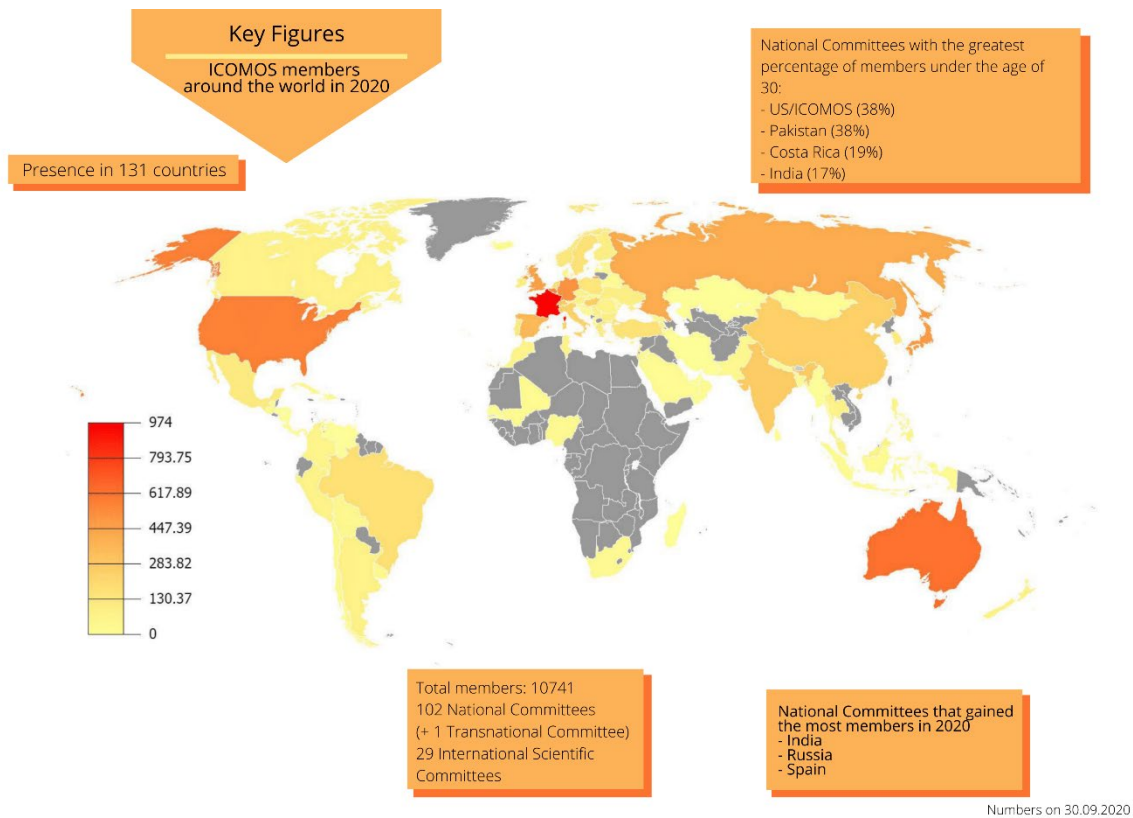 Key Figures
ICOMOS members
around the world in 2020
National Committees with the greatest
percentage of members under the age of
30:
- US/ICOMOS (38%)
- Pakistan (38%)
- Costa Rica (19%)
- India (17%)
Presence in 131 countries
974
793.75
617.89
447.39
283.82
130.37
0
Total members: 10741
102 National Committees
(+ 1 Transnational Committee)
29 International Scientific
Committees
National Committees that gained
the most members in 2020
- India
- Russia
- Spain
Numbers on 30.09.2020